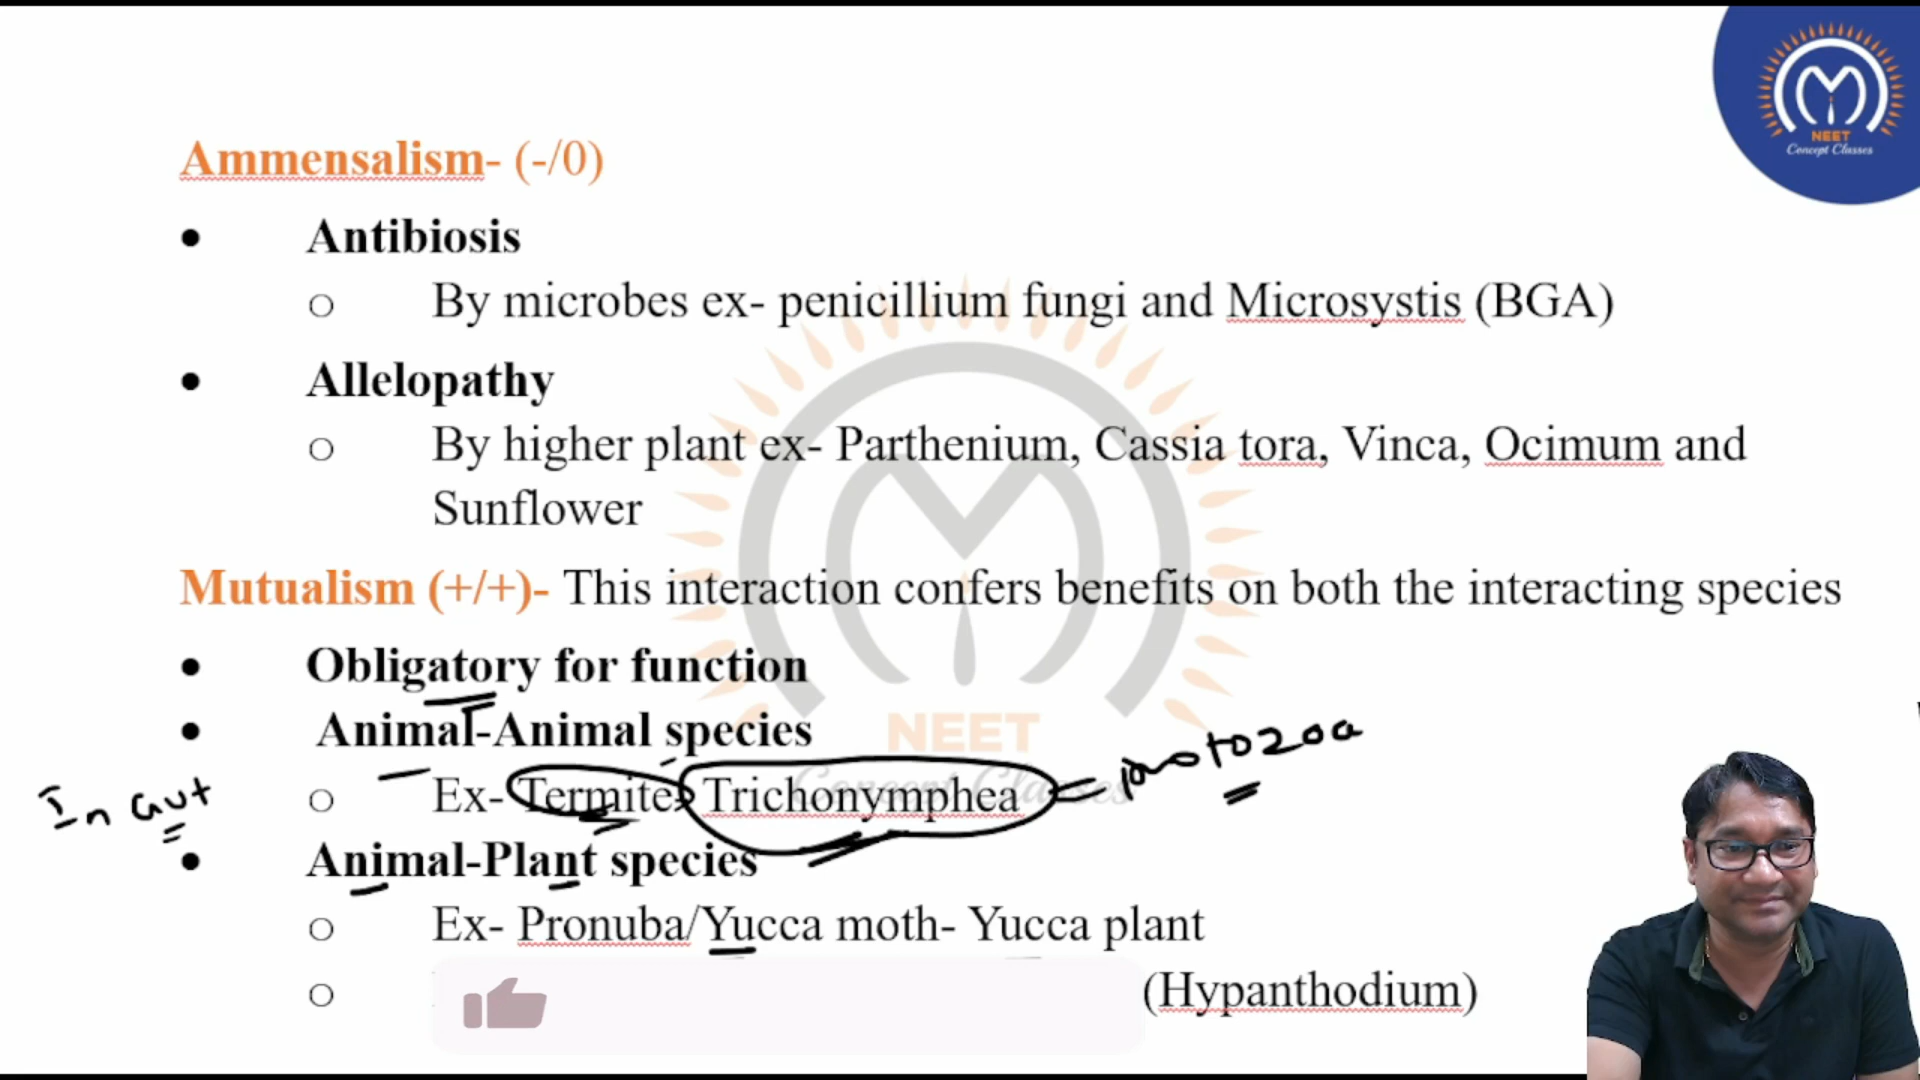 NEET
Concept Classes
Ammensalism- (-/0)
• Antibiosis
o By microbes ex- penicillium fungi and Microsystis (BGA)
• Allelopathy
o By higher plant ex- Parthenium, Cassia tora, Vinca, Ocimum and
Sunflower
Mutualism (+/+)- This interaction confers benefits on both the interacting species
• Obligatory for function
NEET
• Animal-Animal species
protozoa
In Gut
o Ex- Termite- Trichonymphea
Concept Classes
• Animal-Plant species
o Ex- Pronuba/Yucca moth- Yucca plant
o (Hypanthodium)